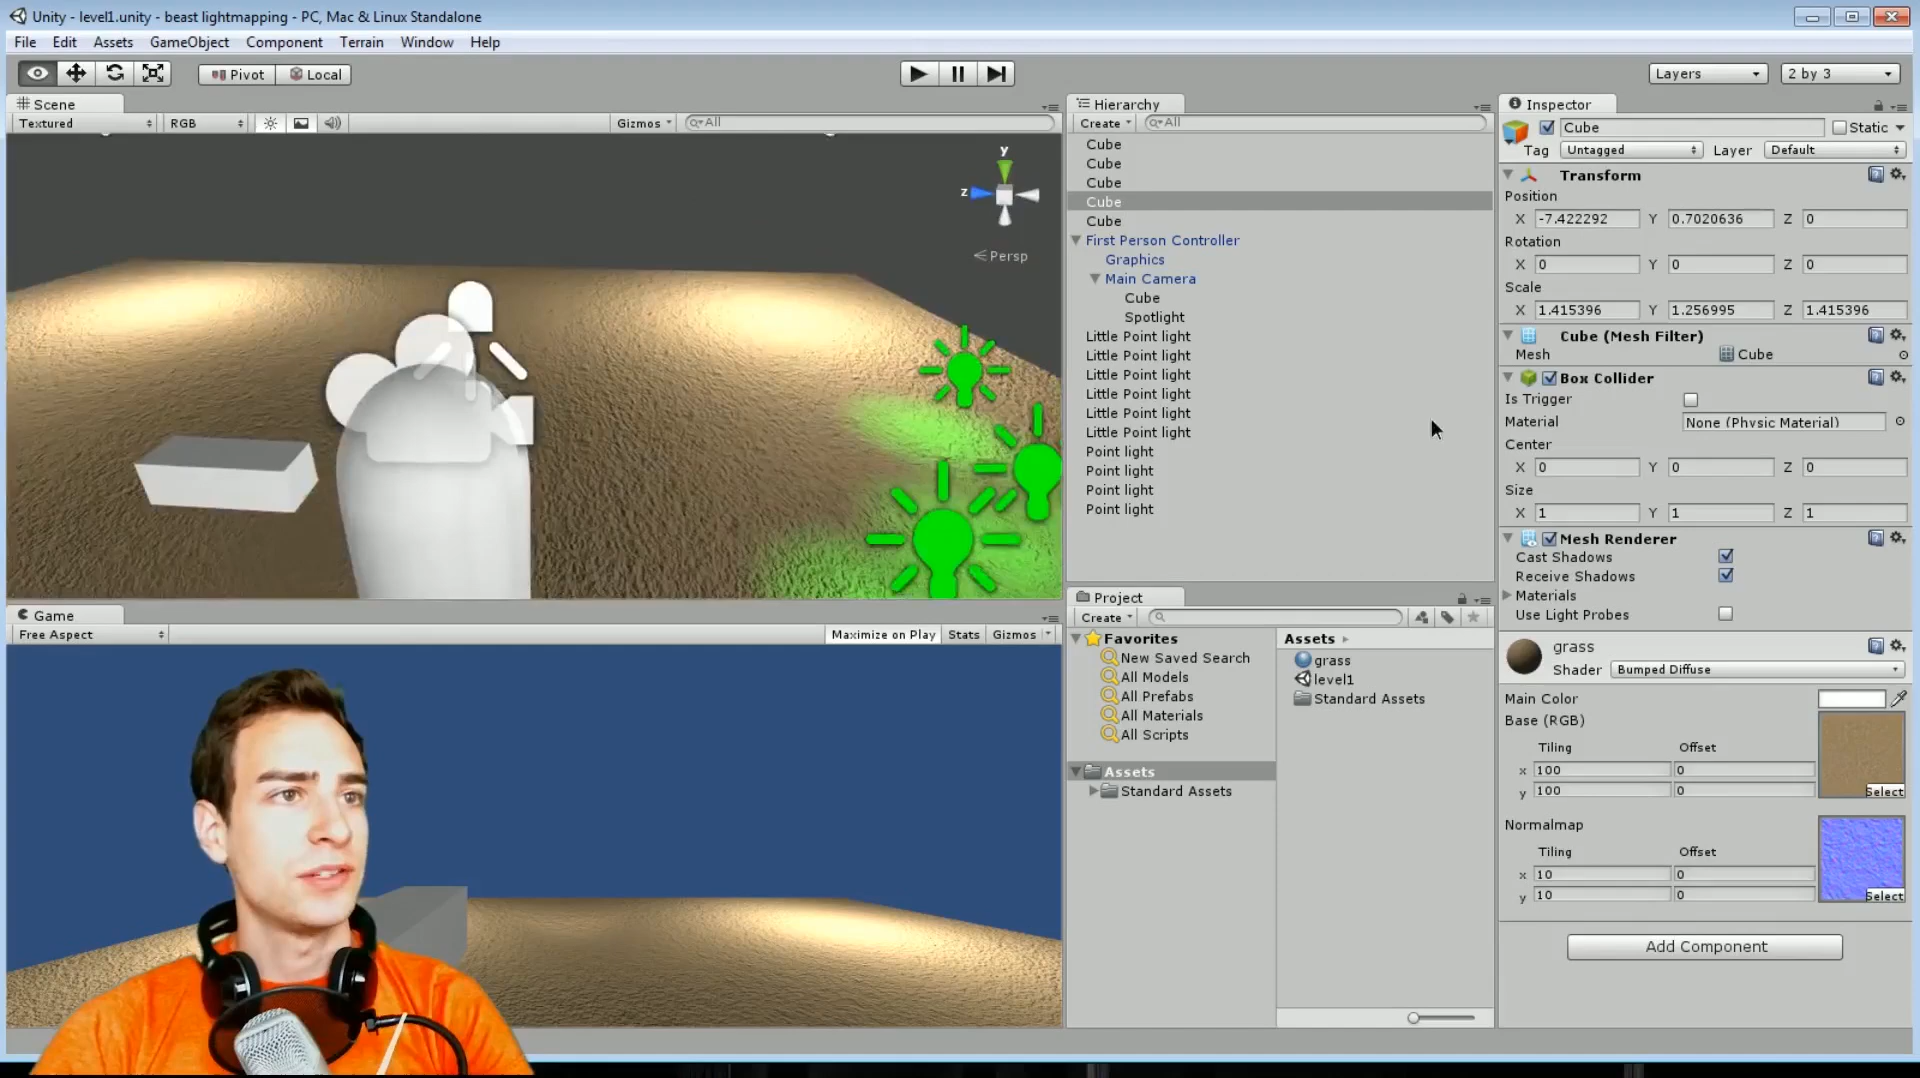 Unity - level1.unity - beast lightmapping - PC, Mac & Linux Standalone
File Edit Assets GameObject Component Terrain Window Help
Pivot Local
Layers 2 by 3
Scene
Textured RGB Gizmos All
y
z
Persp
Game
Free Aspect Maximize on Play Stats Gizmos
Hierarchy
Create All
Cube
Cube
Cube
Cube
Cube
First Person Controller
Graphics
Main Camera
Cube
Spotlight
Little Point light
Little Point light
Little Point light
Little Point light
Little Point light
Little Point light
Point light
Point light
Point light
Point light
Project
Create
Favorites
New Saved Search
All Models
All Prefabs
All Materials
All Scripts
Assets
Standard Assets
Assets
grass
level1
Standard Assets
Inspector
Cube Static
Tag Untagged Layer Default
Transform
Position
X -7.422292 Y 0.7020636 Z 0
Rotation
X 0 Y 0 Z 0
Scale
X 1.415396 Y 1.256995 Z 1.415396
Cube (Mesh Filter)
Mesh Cube
Box Collider
Is Trigger
Material None (Physic Material)
Center
X 0 Y 0 Z 0
Size
X 1 Y 1 Z 1
Mesh Renderer
Cast Shadows
Receive Shadows
Materials
Use Light Probes
grass
Shader Bumped Diffuse
Main Color
Base (RGB)
Tiling Offset
x 100 0
y 100 0
Select
Normalmap
Tiling Offset
x 10 0
y 10 0
Select
Add Component